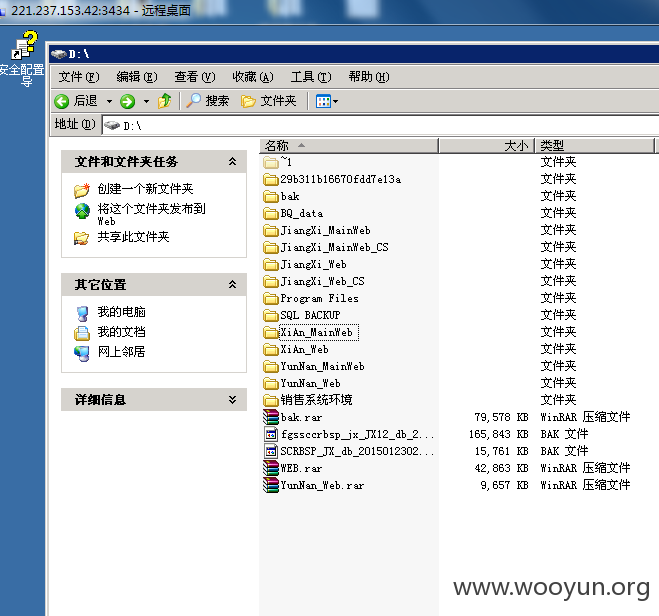 221.237.153.42:3434 - 远程桌面
安全配置
导
D:\
文件(F) 编辑(E) 查看(V) 收藏(A) 工具(T) 帮助(H)
后退 搜索 文件夹
地址(D) D:\
文件和文件夹任务
创建一个新文件夹
将这个文件夹发布到
Web
共享此文件夹
其它位置
我的电脑
我的文档
网上邻居
详细信息
名称 大小 类型
~1 文件夹
29b311b16670fdd7e13a 文件夹
bak 文件夹
BQ_data 文件夹
JiangXi_MainWeb 文件夹
JiangXi_MainWeb_CS 文件夹
JiangXi_Web 文件夹
JiangXi_Web_CS 文件夹
Program Files 文件夹
SQL BACKUP 文件夹
XiAn_MainWeb 文件夹
XiAn_Web 文件夹
YunNan_MainWeb 文件夹
YunNan_Web 文件夹
销售系统环境 文件夹
bak.rar 79,578 KB WinRAR 压缩文件
fgssccrbsp_jx_JX12_db_2... 165,843 KB BAK 文件
SCRBSP_JX_db_2015012302... 15,761 KB BAK 文件
WEB.rar 42,863 KB WinRAR 压缩文件
YunNan_Web.rar 9,657 KB WinRAR 压缩文件
www.wooyun.org